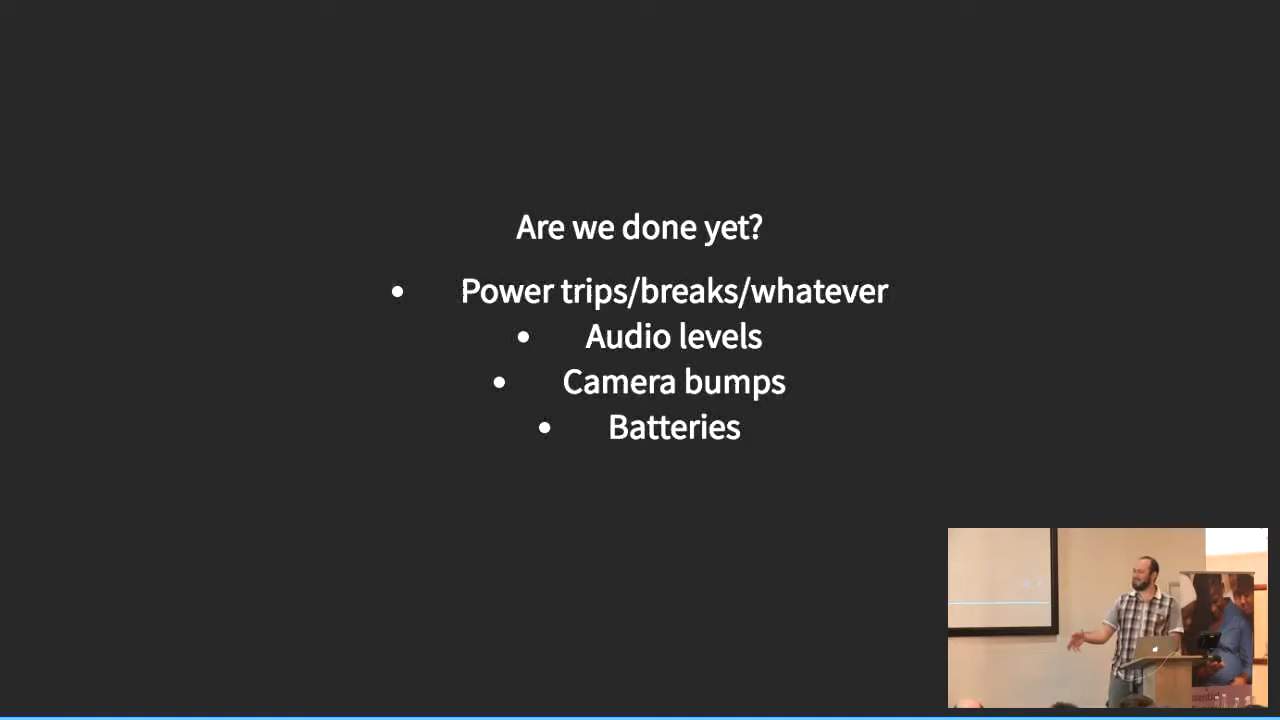 Are we done yet?
• Power trips/breaks/whatever
• Audio levels
• Camera bumps
• Batteries